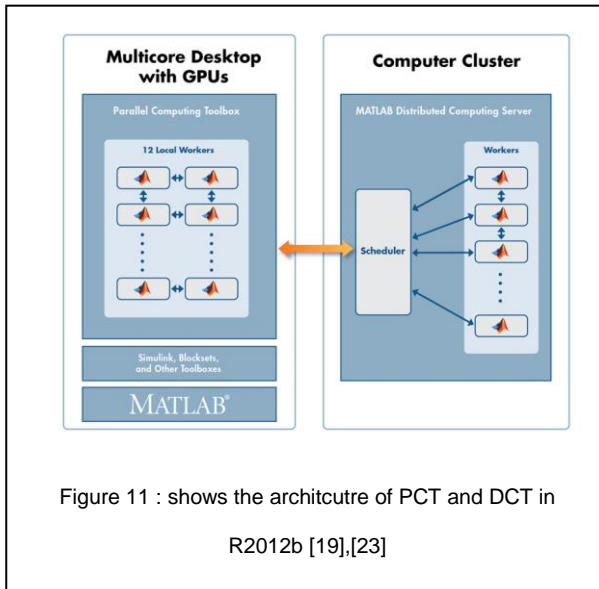 Multicore Desktop
with GPUs
Parallel Computing Toolbox
12 Local Workers
Simulink, Blocksets,
and Other Toolboxes
MATLAB®
Computer Cluster
MATLAB Distributed Computing Server
Scheduler
Workers
Figure 11 : shows the architcutre of PCT and DCT in
R2012b [19],[23]